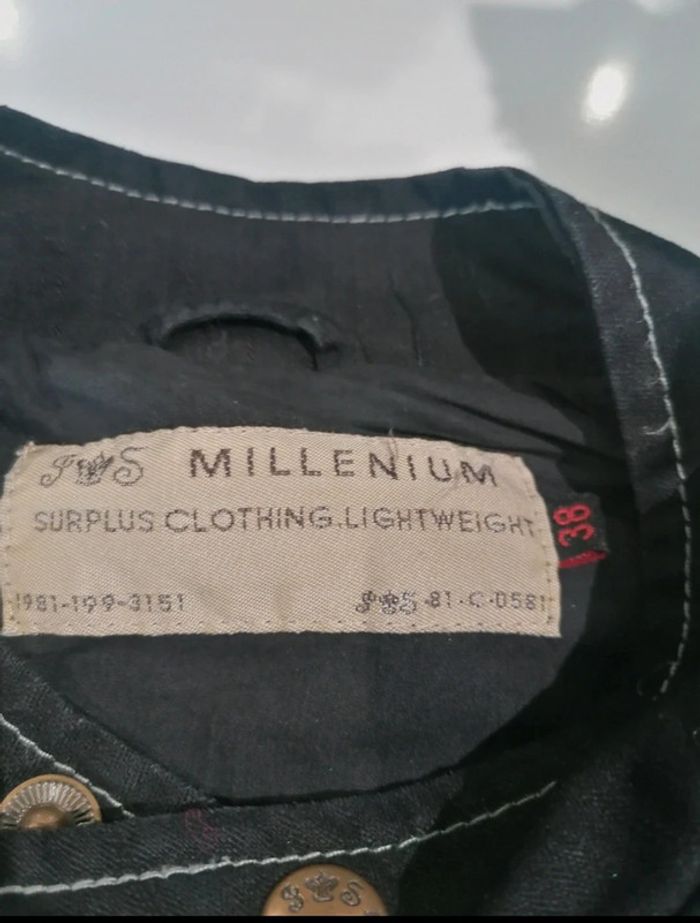 MILLENIUM
SURPLUS CLOTHING.LIGHTWEIGHT
38
1981-199-3151
S 81.C.0581
S